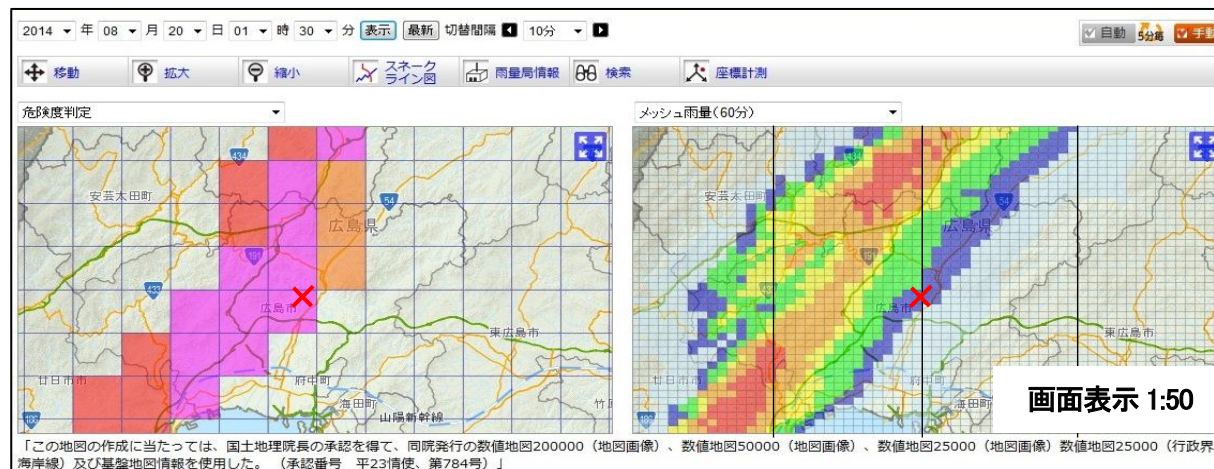 2014 年 08 月 20 日 01 時 30 分 表示 最新 切替間隔 10分 自動 5分毎 手動
移動 拡大 縮小 スネークライン図 雨量局情報 検索 座標計測
危険度判定
メッシュ雨量(60分)
434
安芸太田町
54
広島県
191
433
広島市
東広島市
廿日市市
府中町
海田町
山陽新幹線
186
434
安芸太田町
54
広島県
191
433
広島市
東広島市
廿日市市
府中町
海田町
186
画面表示 1:50
「この地図の作成に当たっては、国土地理院長の承認を得て、同院発行の数値地図200000(地図画像)、数値地図50000(地図画像)、数値地図25000(地図画像)数値地図25000(行政界
海岸線)及び基盤地図情報を使用した。 (承認番号 平23情使、第784号)」